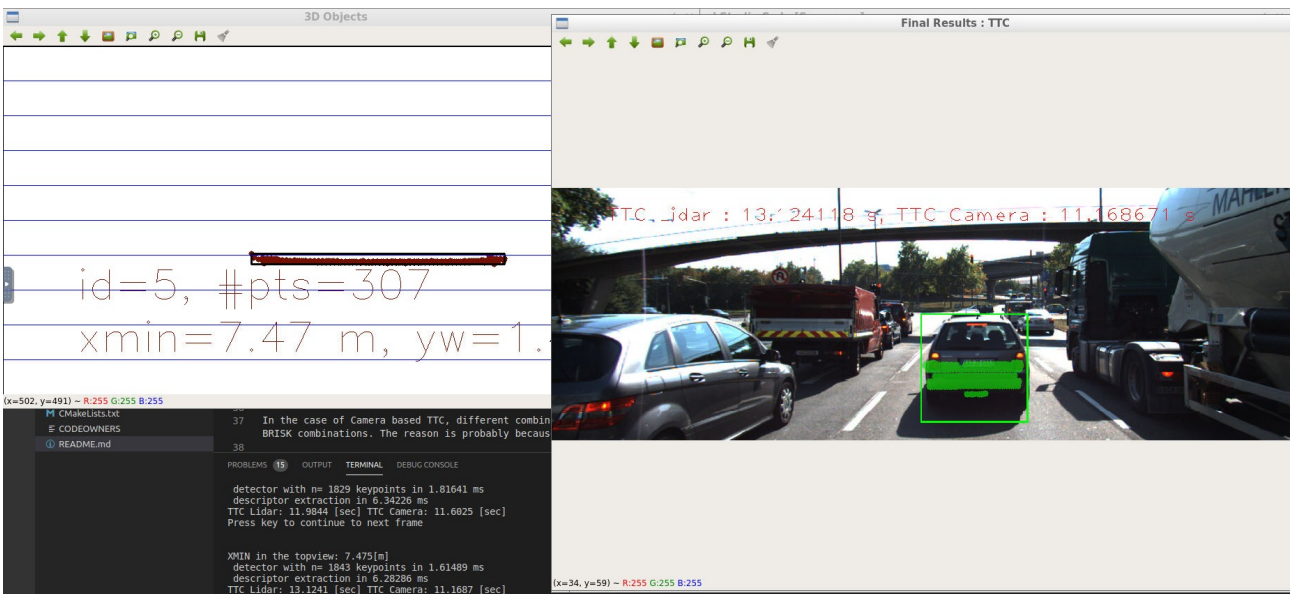 3D Objects
Final Results : TTC
id=5, #pts=307
xmin=7.47 m, yw=1.
TTC Lidar : 13.124118 s, TTC Camera : 11.168671 s
MAHLER
(x=502, y=491) ~ R:255 G:255 B:255
M CMakeLists.txt
CODEOWNERS
README.md
37 In the case of Camera based TTC, different combin
BRISK combinations. The reason is probably becaus
38
PROBLEMS 15 OUTPUT TERMINAL DEBUG CONSOLE
detector with n= 1829 keypoints in 1.81641 ms
descriptor extraction in 6.34226 ms
TTC Lidar: 11.9844 [sec] TTC Camera: 11.6025 [sec]
Press key to continue to next frame
XMIN in the topview: 7.475[m]
detector with n= 1843 keypoints in 1.61489 ms
descriptor extraction in 6.28286 ms
TTC Lidar: 13.1241 [sec] TTC Camera: 11.1687 [sec]
(x=34, y=59) ~ R:255 G:255 B:255